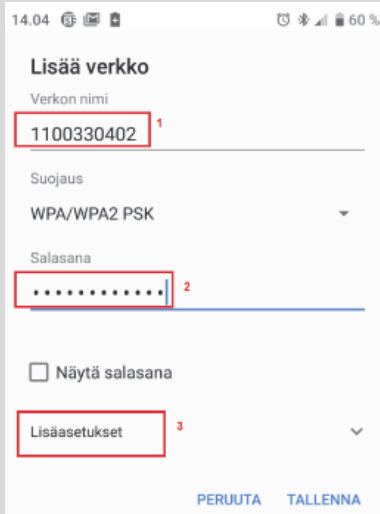 14.04 60 %
Lisää verkko
Verkon nimi
1100330402 1
Suojaus
WPA/WPA2 PSK
Salasana
•••••••••••• 2
Näytä salasana
Lisäasetukset 3
PERUUTA TALLENNA